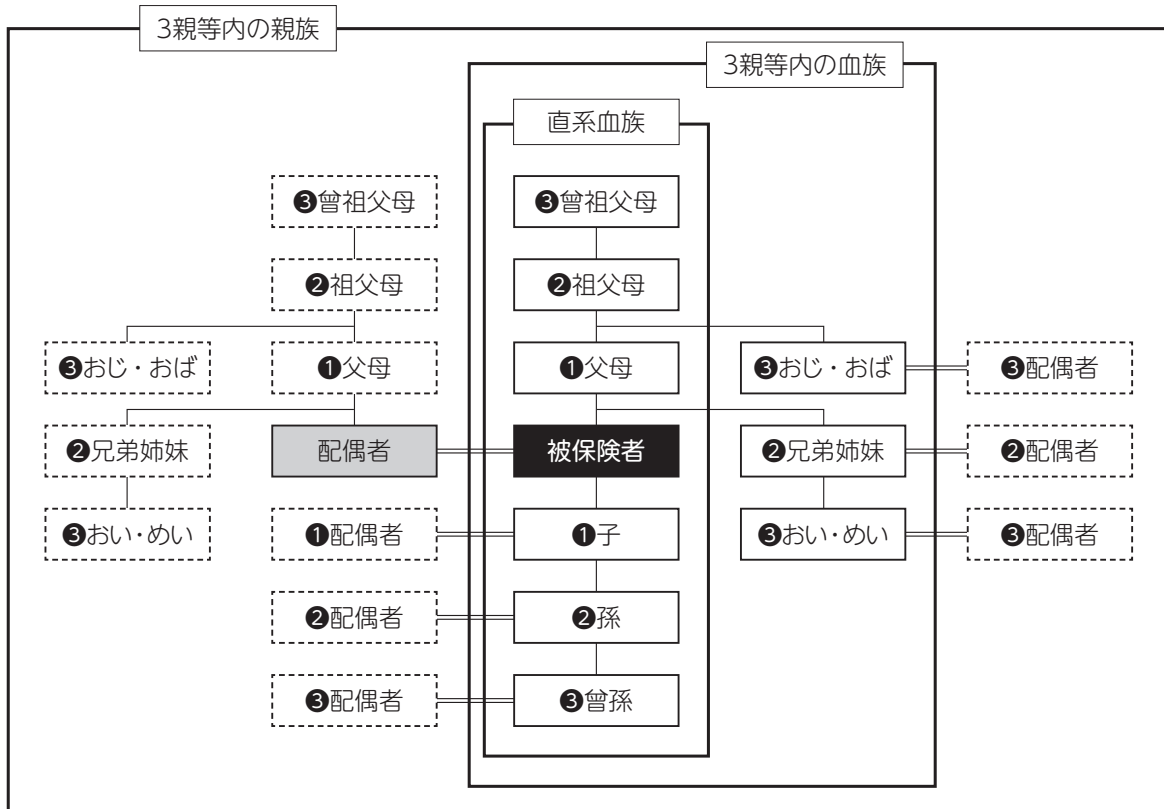 3親等内の親族
3親等内の血族
直系血族
❸曾祖父母
❸曾祖父母
❷祖父母
❷祖父母
❸おじ・おば
❶父母
❶父母
❸おじ・おば
❸配偶者
❷兄弟姉妹
配偶者
被保険者
❷兄弟姉妹
❷配偶者
❸おい・めい
❶配偶者
❶子
❸おい・めい
❸配偶者
❷配偶者
❷孫
❸配偶者
❸曾孫